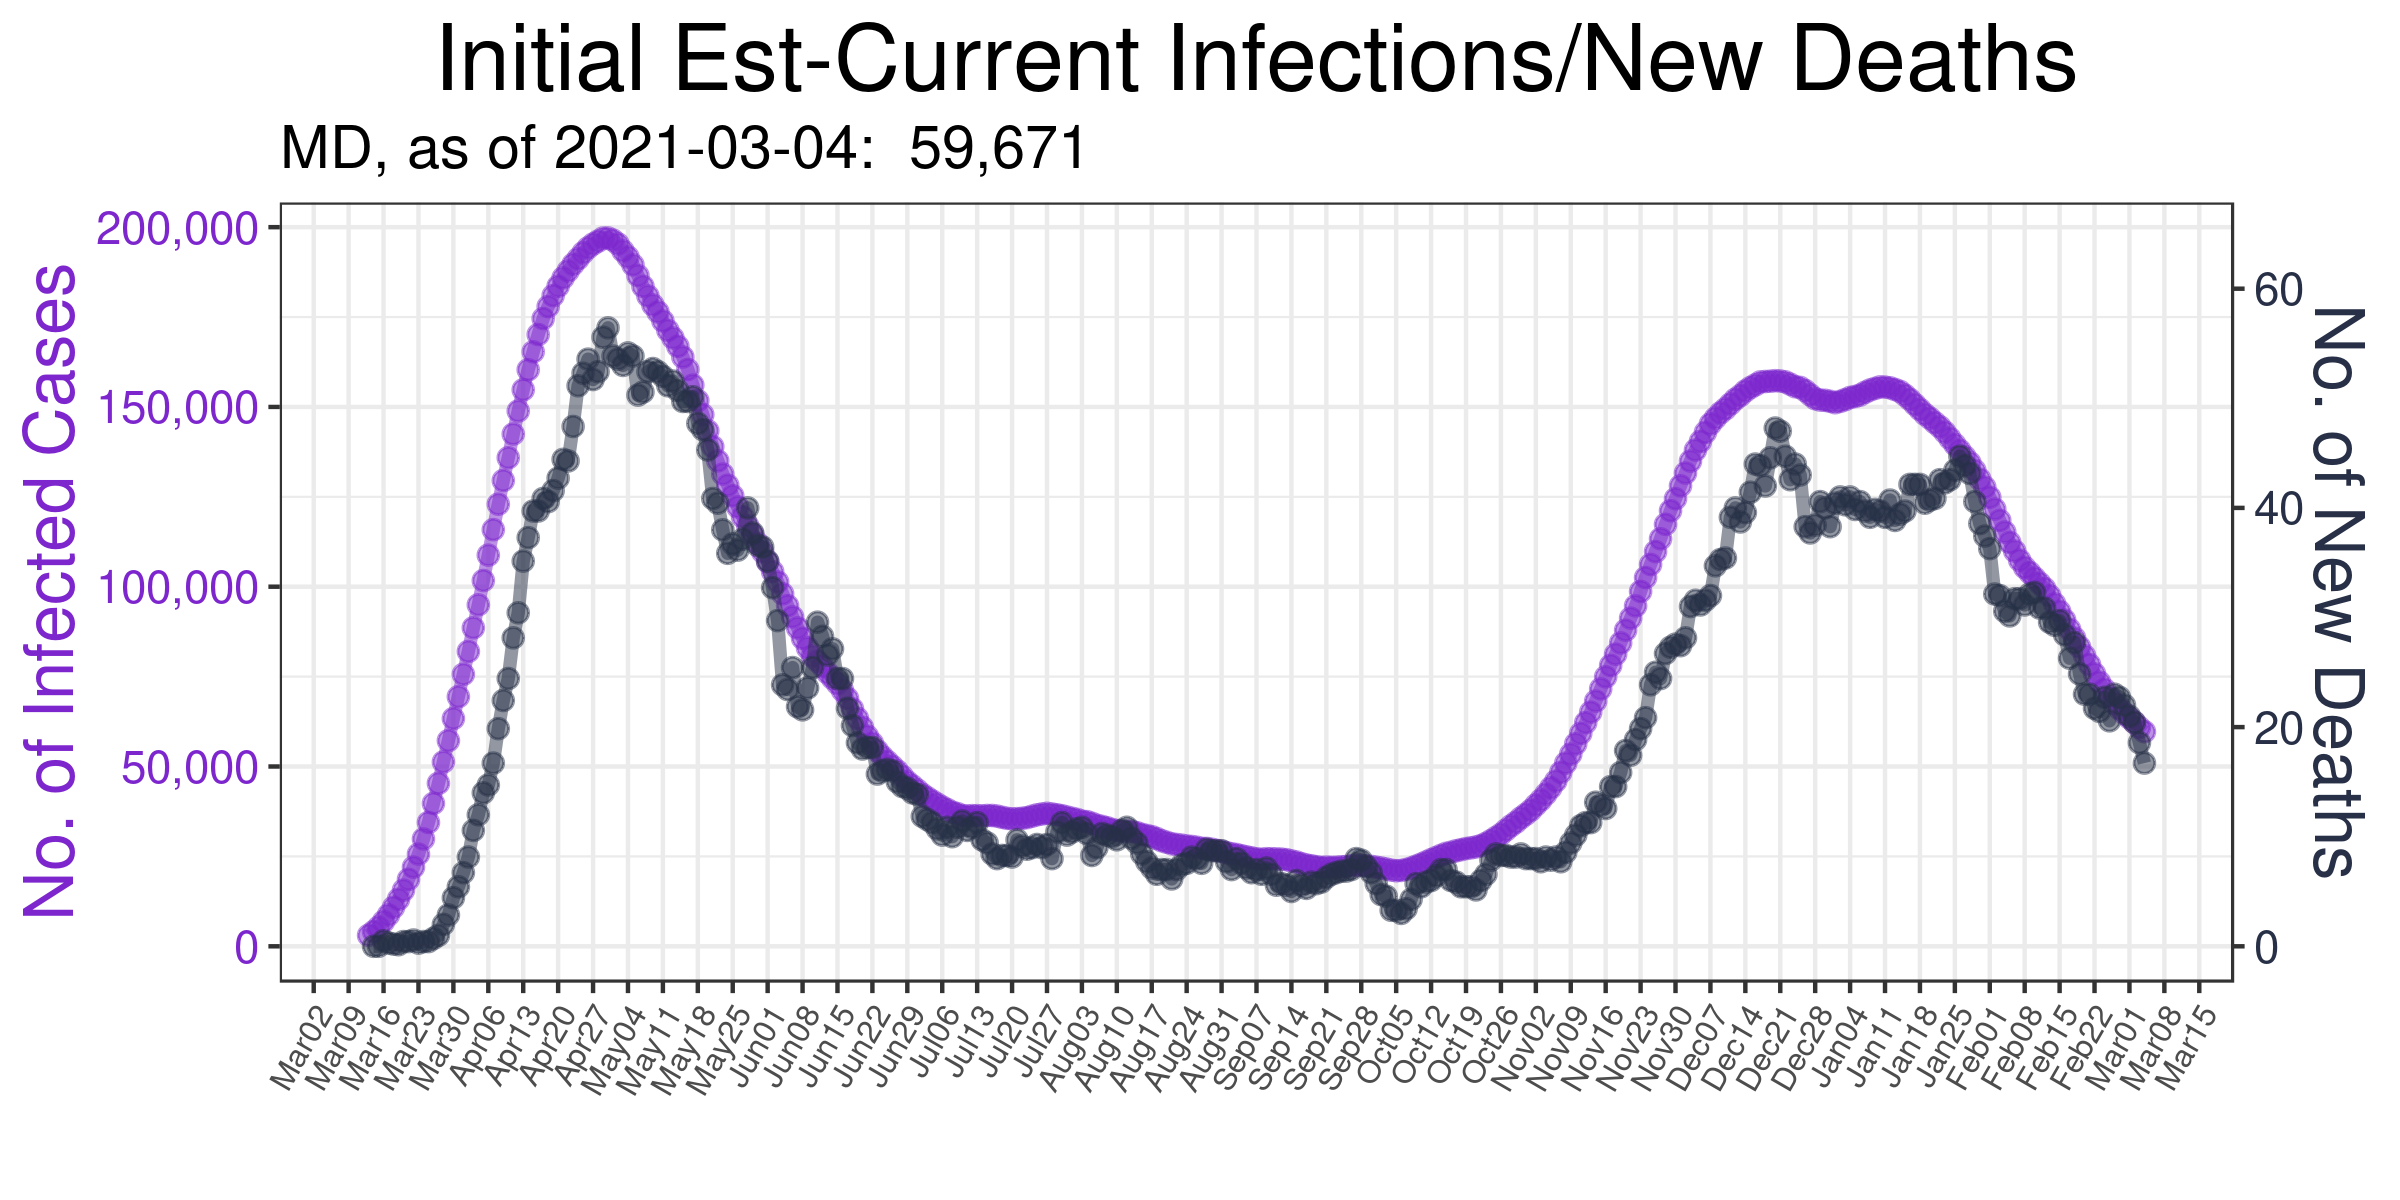 Initial Est-Current Infections/New Deaths
MD, as of 2021-03-04:  59,671
No. of Infected Cases
200,000
150,000
100,000
50,000
0
60
40
20
0
No. of New Deaths
Mar02
Mar09
Mar16
Mar23
Mar30
Apr06
Apr13
Apr20
Apr27
May04
May11
May18
May25
Jun01
Jun08
Jun15
Jun22
Jun29
Jul06
Jul13
Jul20
Jul27
Aug03
Aug10
Aug17
Aug24
Aug31
Sep07
Sep14
Sep21
Sep28
Oct05
Oct12
Oct19
Oct26
Nov02
Nov09
Nov16
Nov23
Nov30
Dec07
Dec14
Dec21
Dec28
Jan04
Jan11
Jan18
Jan25
Feb01
Feb08
Feb15
Feb22
Mar01
Mar08
Mar15